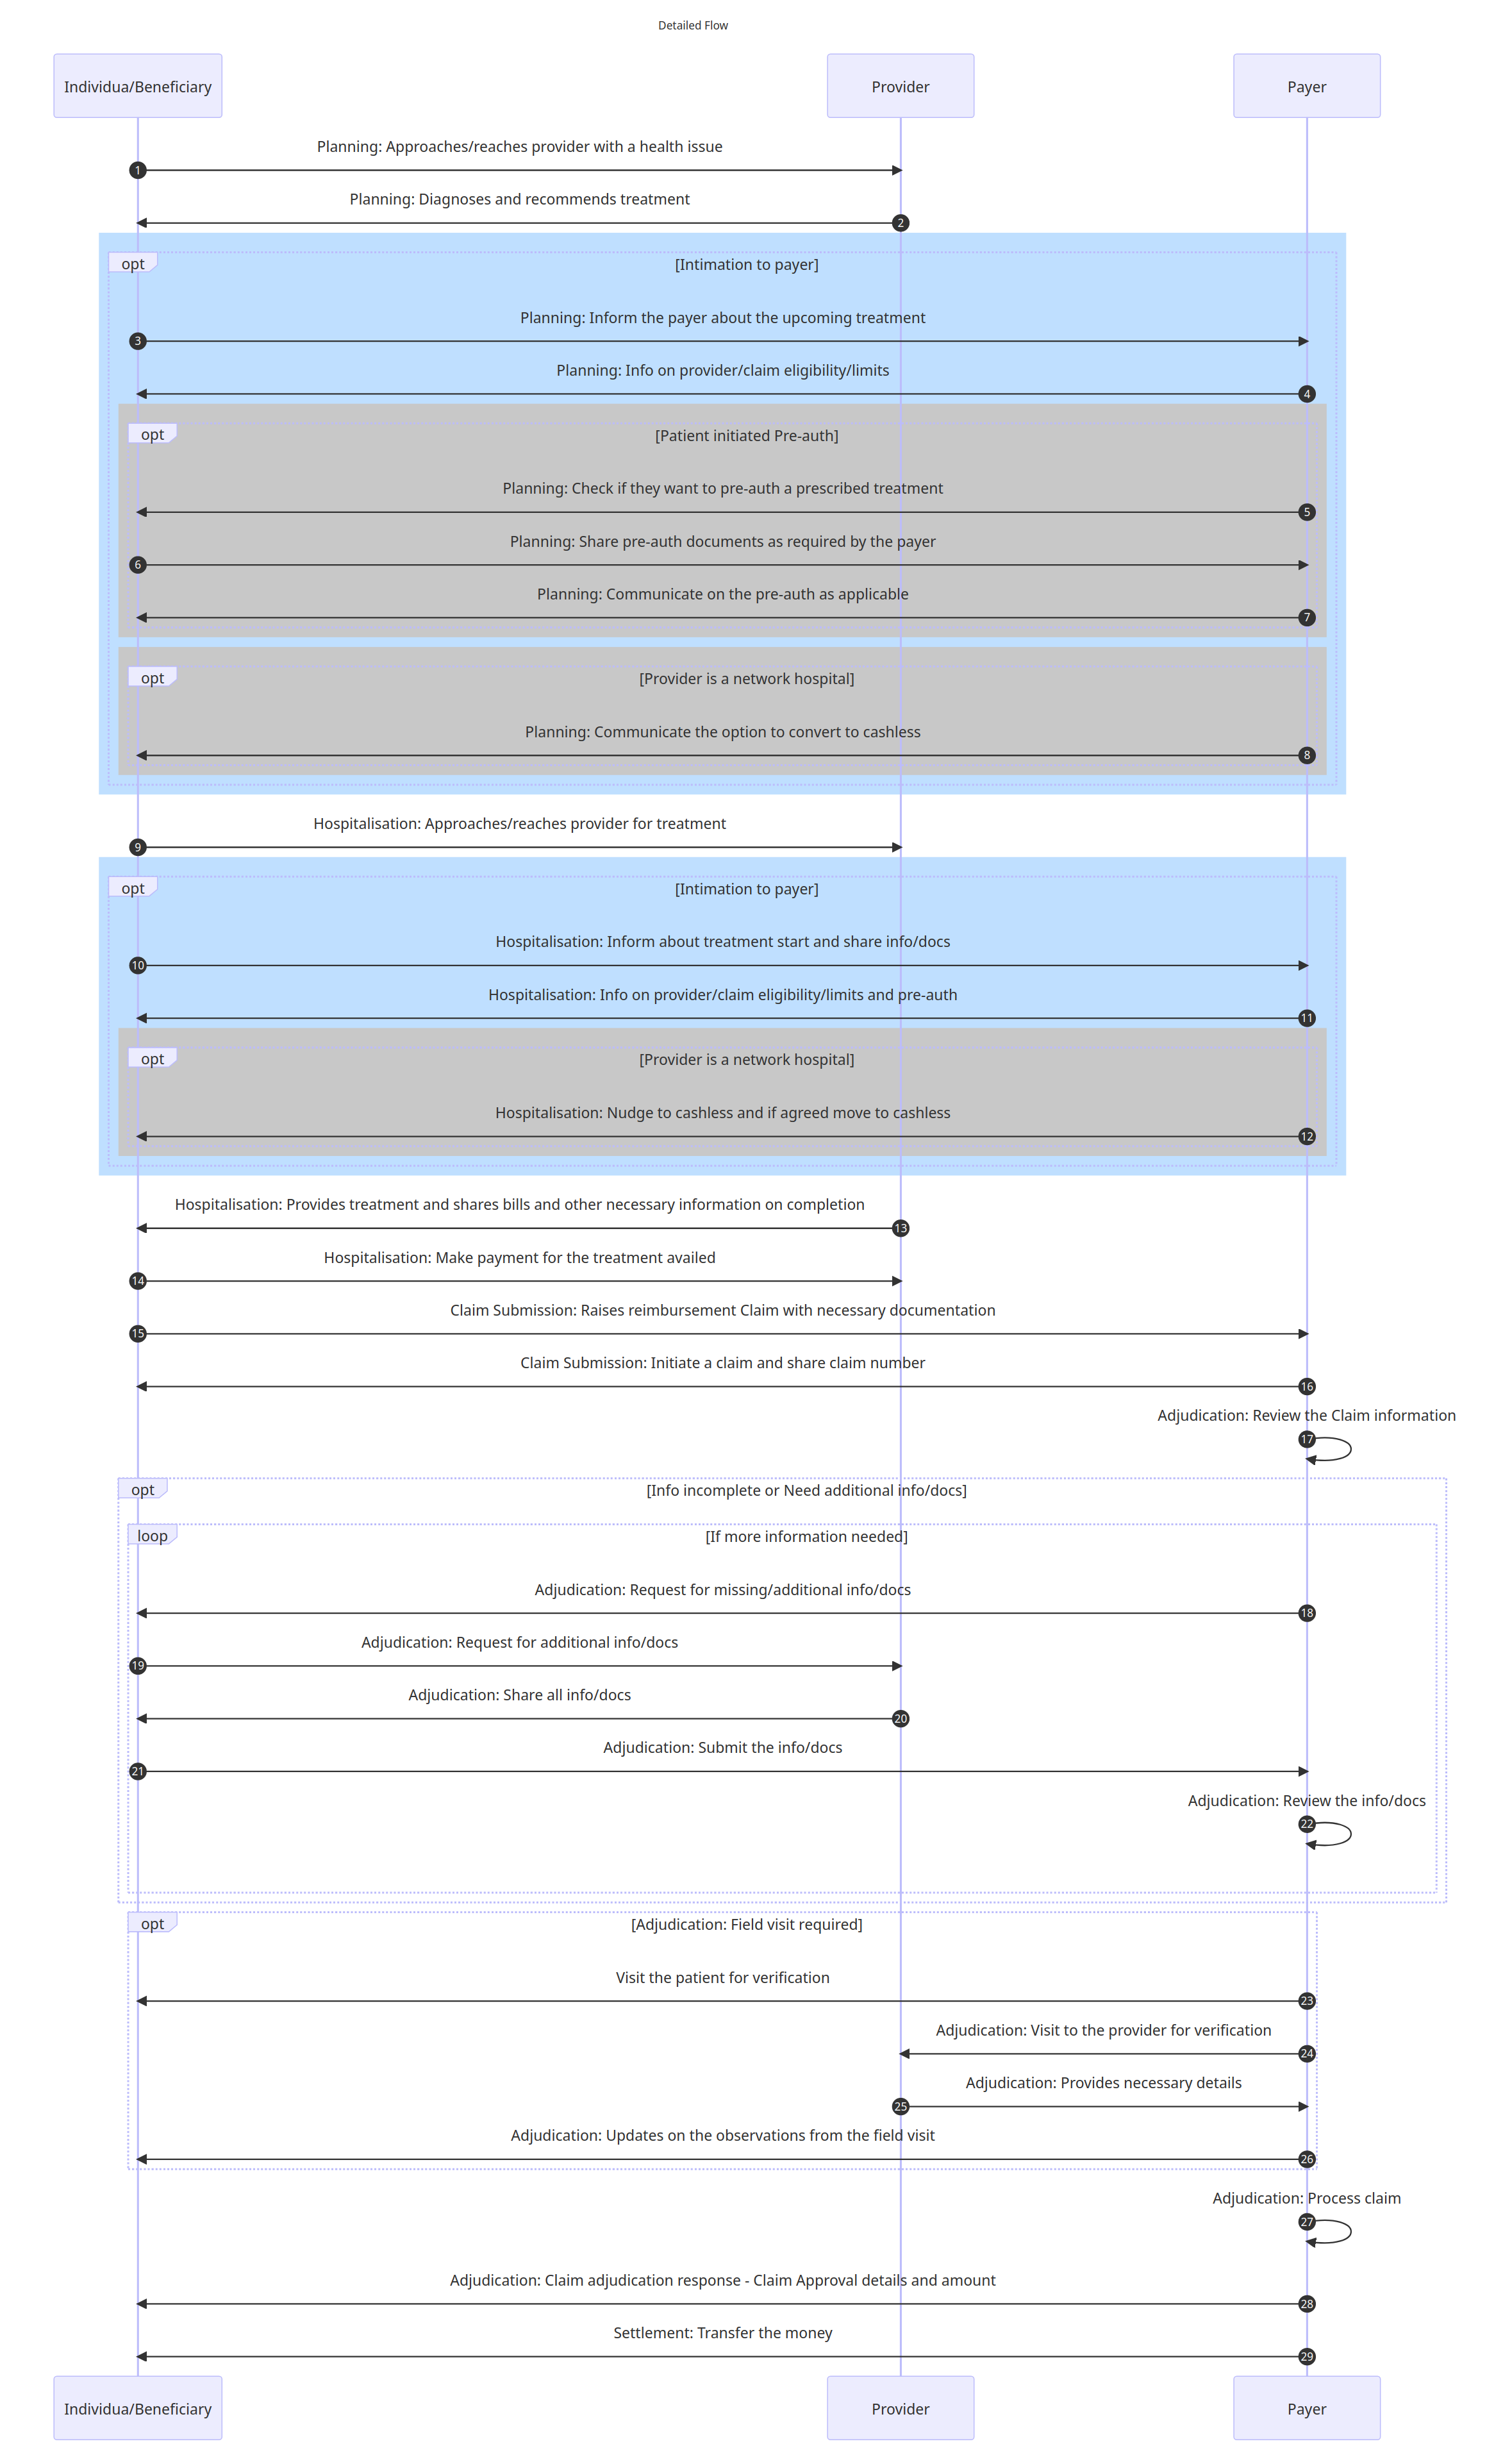 Detailed Flow
Individua/Beneficiary
Provider
Payer
Planning: Approaches/reaches provider with a health issue
1
Planning: Diagnoses and recommends treatment
2
opt
[Intimation to payer]
Planning: Inform the payer about the upcoming treatment
3
Planning: Info on provider/claim eligibility/limits
4
opt
[Patient initiated Pre-auth]
Planning: Check if they want to pre-auth a prescribed treatment
5
Planning: Share pre-auth documents as required by the payer
6
Planning: Communicate on the pre-auth as applicable
7
opt
[Provider is a network hospital]
Planning: Communicate the option to convert to cashless
8
Hospitalisation: Approaches/reaches provider for treatment
9
opt
[Intimation to payer]
Hospitalisation: Inform about treatment start and share info/docs
10
Hospitalisation: Info on provider/claim eligibility/limits and pre-auth
11
opt
[Provider is a network hospital]
Hospitalisation: Nudge to cashless and if agreed move to cashless
12
Hospitalisation: Provides treatment and shares bills and other necessary information on completion
13
Hospitalisation: Make payment for the treatment availed
14
Claim Submission: Raises reimbursement Claim with necessary documentation
15
Claim Submission: Initiate a claim and share claim number
16
Adjudication: Review the Claim information
17
opt
[Info incomplete or Need additional info/docs]
loop
[If more information needed]
Adjudication: Request for missing/additional info/docs
18
Adjudication: Request for additional info/docs
19
Adjudication: Share all info/docs
20
Adjudication: Submit the info/docs
21
Adjudication: Review the info/docs
22
opt
[Adjudication: Field visit required]
Visit the patient for verification
23
Adjudication: Visit to the provider for verification
24
Adjudication: Provides necessary details
25
Adjudication: Updates on the observations from the field visit
26
Adjudication: Process claim
27
Adjudication: Claim adjudication response - Claim Approval details and amount
28
Settlement: Transfer the money
29
Individua/Beneficiary
Provider
Payer